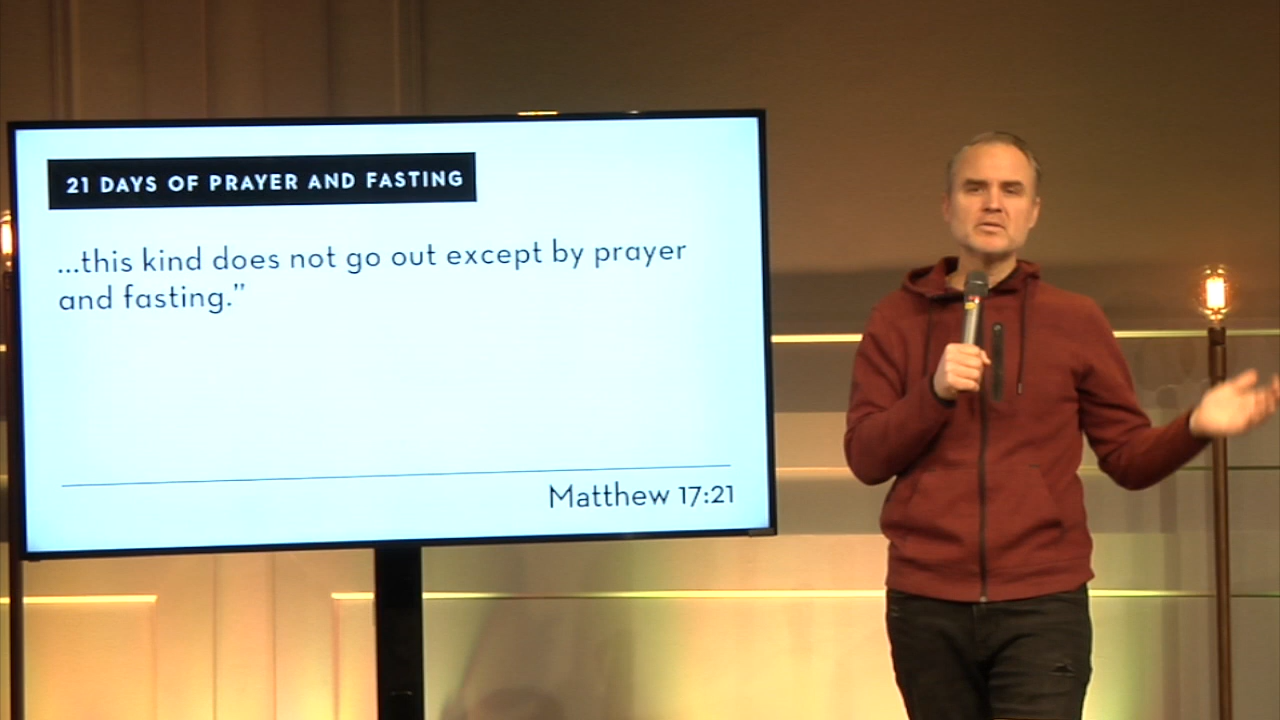 21 DAYS OF PRAYER AND FASTING
...this kind does not go out except by prayer
and fasting.”
Matthew 17:21